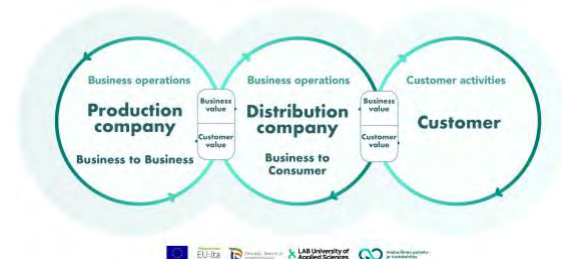 Business operations
Production
company
Business to Business
Business
value
Customer
value
Business operations
Distribution
company
Business to
Consumer
Business
value
Customer
value
Customer activities
Customer
EU:lta
LAB University of
Applied Sciences